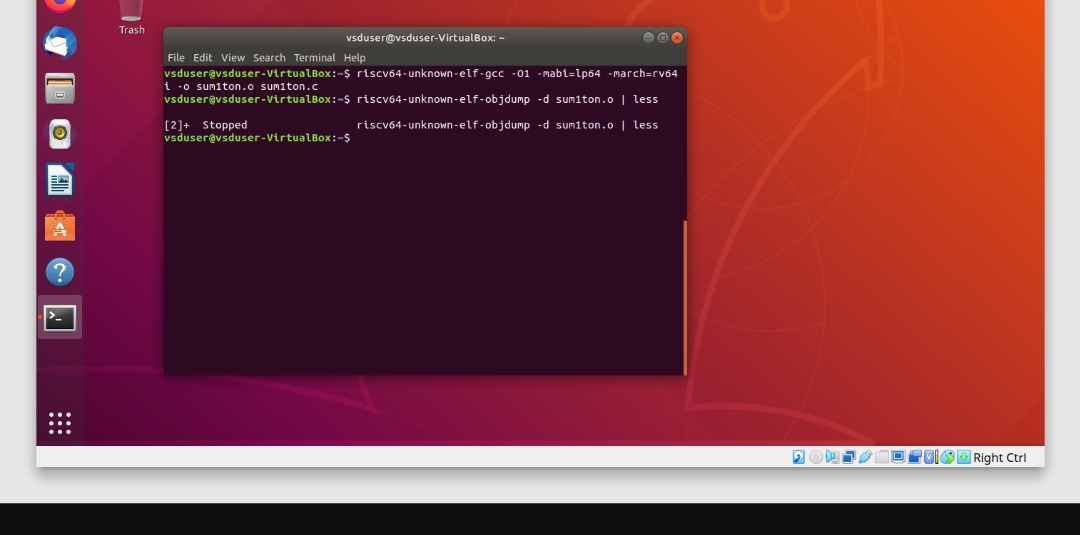 Trash
vsduser@vsduser-VirtualBox: ~
File Edit View Search Terminal Help
vsduser@vsduser-VirtualBox:~$ riscv64-unknown-elf-gcc -O1 -mabi=lp64 -march=rv64
i -o sum1ton.o sum1ton.c
vsduser@vsduser-VirtualBox:~$ riscv64-unknown-elf-objdump -d sum1ton.o | less
[2]+  Stopped                 riscv64-unknown-elf-objdump -d sum1ton.o | less
vsduser@vsduser-VirtualBox:~$
Right Ctrl